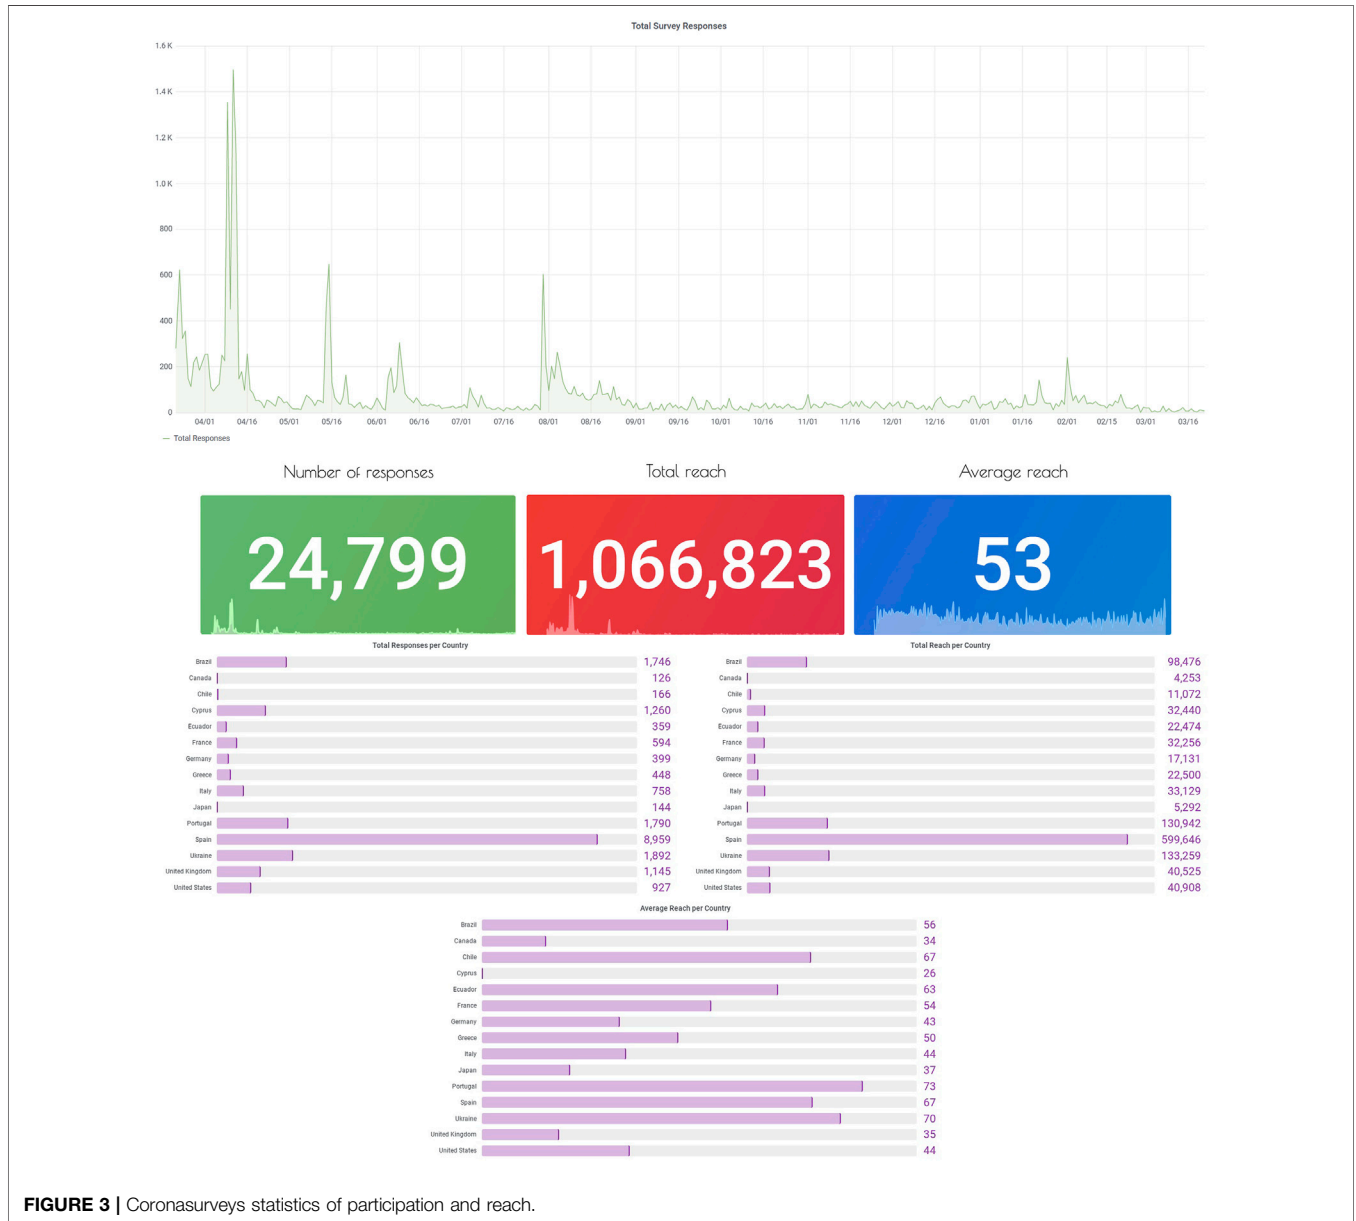 Total Survey Responses
1.6 K
1.4 K
1.2 K
1.0 K
800
600
400
200
0
04/01 04/16 05/01 05/16 06/01 06/16 07/01 07/16 08/01 08/16 09/01 09/16 10/01 10/16 11/01 11/16 12/01 12/16 01/01 01/16 02/01 02/15 03/01 03/16
Total Responses
Number of responses
Total reach
Average reach
24,799
1,066,823
53
Total Responses per Country
Brazil 1,746
Canada 126
Chile 166
Cyprus 1,260
Ecuador 359
France 594
Germany 399
Greece 448
Italy 758
Japan 144
Portugal 1,790
Spain 8,959
Ukraine 1,892
United Kingdom 1,145
United States 927
Total Reach per Country
Brazil 98,476
Canada 4,253
Chile 11,072
Cyprus 32,440
Ecuador 22,474
France 32,256
Germany 17,131
Greece 22,500
Italy 33,129
Japan 5,292
Portugal 130,942
Spain 599,646
Ukraine 133,259
United Kingdom 40,525
United States 40,908
Average Reach per Country
Brazil 56
Canada 34
Chile 67
Cyprus 26
Ecuador 63
France 54
Germany 43
Greece 50
Italy 44
Japan 37
Portugal 73
Spain 67
Ukraine 70
United Kingdom 35
United States 44
FIGURE 3 | Coronasurveys statistics of participation and reach.